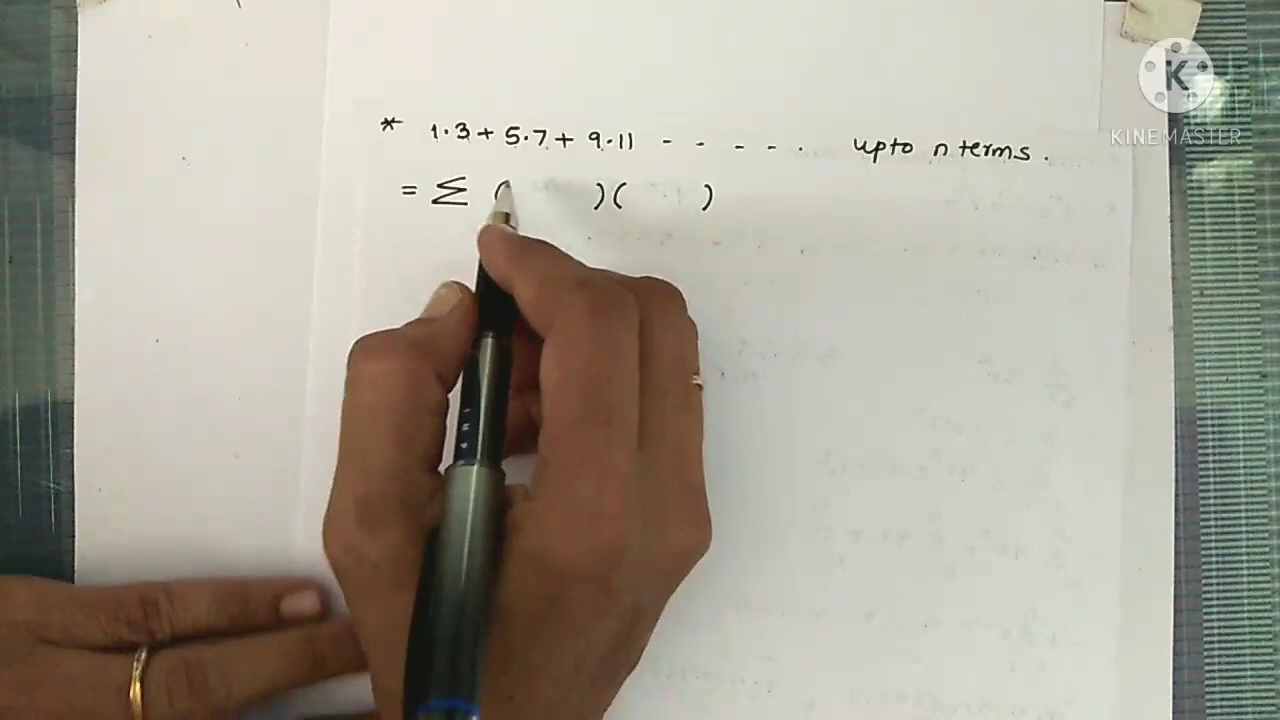 * 1·3 + 5·7 + 9·11 - - - - · upto n terms.
= Σ ( )( )
K
KINEMASTER